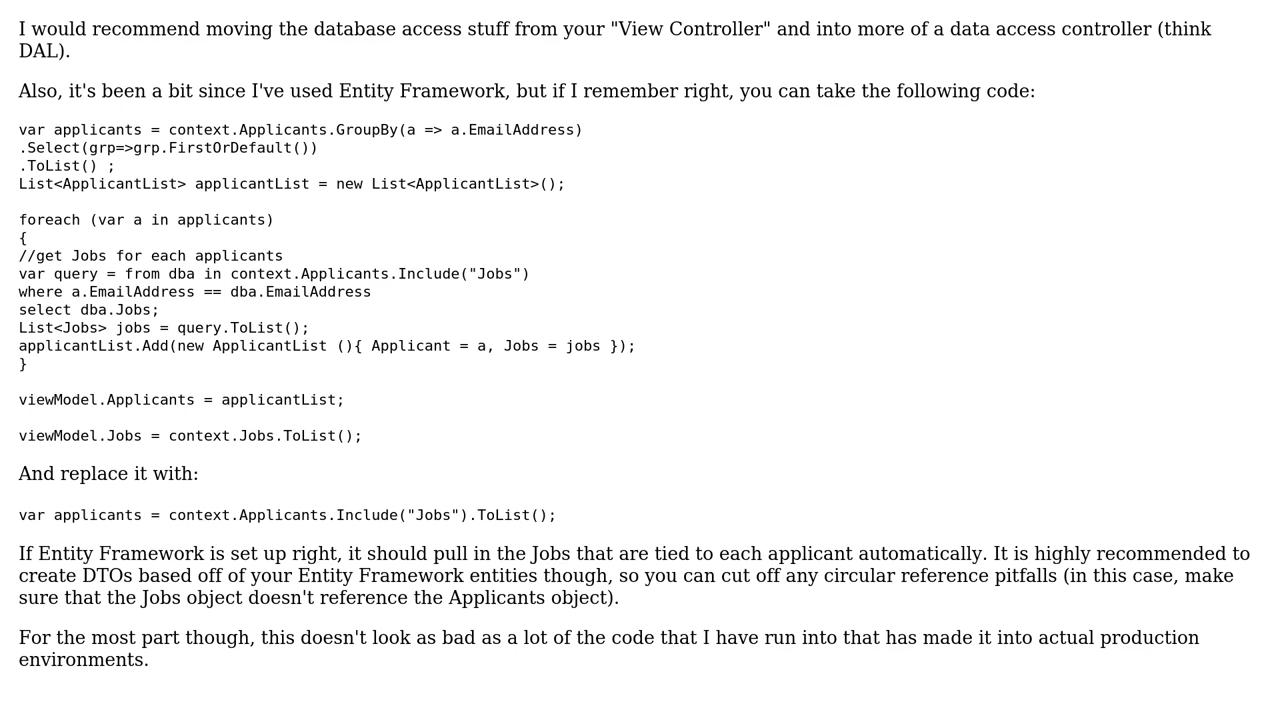 I would recommend moving the database access stuff from your "View Controller" and into more of a data access controller (think
DAL).
Also, it's been a bit since I've used Entity Framework, but if I remember right, you can take the following code:
var applicants = context.Applicants.GroupBy(a => a.EmailAddress)
.Select(grp=>grp.FirstOrDefault())
.ToList() ;
List<ApplicantList> applicantList = new List<ApplicantList>();
foreach (var a in applicants)
{
//get Jobs for each applicants
var query = from dba in context.Applicants.Include("Jobs")
where a.EmailAddress == dba.EmailAddress
select dba.Jobs;
List<Jobs> jobs = query.ToList();
applicantList.Add(new ApplicantList (){ Applicant = a, Jobs = jobs });
}
viewModel.Applicants = applicantList;
viewModel.Jobs = context.Jobs.ToList();
And replace it with:
var applicants = context.Applicants.Include("Jobs").ToList();
If Entity Framework is set up right, it should pull in the Jobs that are tied to each applicant automatically. It is highly recommended to
create DTOs based off of your Entity Framework entities though, so you can cut off any circular reference pitfalls (in this case, make
sure that the Jobs object doesn't reference the Applicants object).
For the most part though, this doesn't look as bad as a lot of the code that I have run into that has made it into actual production
environments.